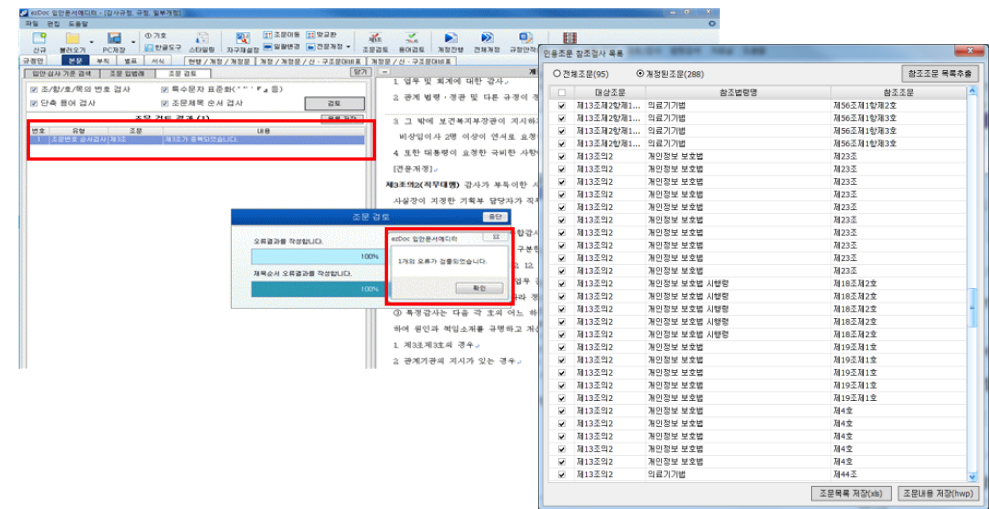 ezDoc 입안문서에디터 - [감사규정, 규정, 일부개정]
파일 편집 도움말
신규 불러오기 PC저장 ① 기호 한글도구 스타일링 자구재설정 조문이동 일괄변경 맞교환 전문개정 조문검토 용어검토 개정진행 전체개정 규정안작
규정안 본문 부칙 별표 서식 현행 / 개정 / 개정문 개정 / 개정문 / 신·구조문대비표 개정문 / 신·구조문대비표
입안심사 기준 검색 조문 입법례 조문 검토 닫기
조/항/호/목의 번호 검사 특수문자 표준화
단축 용어 검사 조문제목 순서 검사 검토
조문 검토 결과 (1) 목록 저장
번호 유형 조문 내용
1 조문번호 순서검사 제3조 제3조가 중복되었습니다.
1. 업무 및 회계에 대한 감사
2. 관계 법령·정관 및 다른 규정이 정
3. 그 밖에 보건복지부장관이 지시하
비상임이사 2명 이상이 연서로 요청
4. 또한 대통령이 요청한 국비한 사항
[전문개정]
제3조의2(직무대행) 감사가 부득이한 사
사실장이 지정한 기획부 담당자가 직
③ 특정감사는 다음 각 호의 어느 하
하여 원인과 책임소재를 규명하고 개선
1. 제3조제3호의 경우
2. 관계기관의 지시가 있는 경우
조문 검토 중단
오류결과를 작성합니다.
100%
제목순서 오류결과를 작성합니다.
100%
ezDoc 입안문서에디터
1개의 오류가 검출되었습니다.
확인
인용조문 참조검사 목록
전체조문(95) 개정된조문(288) 참조조문 목록추출
대상조문 참조법령명 참조조문
제13조제2항제1... 의료기기법 제56조제1항제2호
제13조제2항제1... 의료기기법 제56조제1항제3호
제13조제2항제1... 의료기기법 제56조제1항제3호
제13조제2항제1... 의료기기법 제56조제1항제3호
제13조의2 개인정보 보호법 제23조
제13조의2 개인정보 보호법 제23조
제13조의2 개인정보 보호법 제23조
제13조의2 개인정보 보호법 제23조
제13조의2 개인정보 보호법 제23조
제13조의2 개인정보 보호법 제23조
제13조의2 개인정보 보호법 제23조
제13조의2 개인정보 보호법 제23조
제13조의2 개인정보 보호법 제23조
제13조의2 개인정보 보호법 제23조
제13조의2 개인정보 보호법 시행령 제18조제2호
제13조의2 개인정보 보호법 시행령 제18조제2호
제13조의2 개인정보 보호법 시행령 제18조제2호
제13조의2 개인정보 보호법 시행령 제18조제2호
제13조의2 개인정보 보호법 시행령 제18조제2호
제13조의2 개인정보 보호법 제19조제1호
제13조의2 개인정보 보호법 제19조제1호
제13조의2 개인정보 보호법 제19조제1호
제13조의2 개인정보 보호법 제19조제1호
제13조의2 개인정보 보호법 제19조제1호
제13조의2 개인정보 보호법 제4호
제13조의2 개인정보 보호법 제4호
제13조의2 개인정보 보호법 제4호
제13조의2 개인정보 보호법 제4호
제13조의2 개인정보 보호법 제4호
제13조의2 의료기기법 제44조
조문목록 저장(xls) 조문내용 저장(hwp)